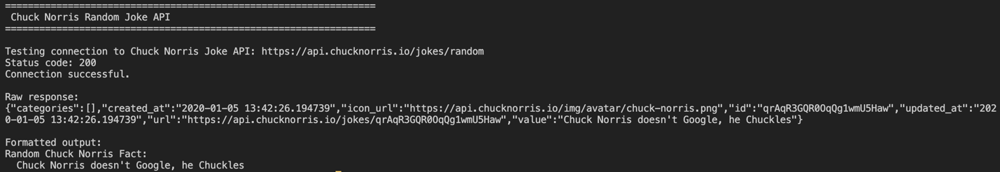 =================================================================
Chuck Norris Random Joke API
=================================================================
Testing connection to Chuck Norris Joke API: https://api.chucknorris.io/jokes/random
Status code: 200
Connection successful.
Raw response:
{"categories":[],"created_at":"2020-01-05 13:42:26.194739","icon_url":"https://api.chucknorris.io/img/avatar/chuck-norris.png","id":"qrAqR3GQR0OqQg1wmU5Haw","updated_at":"202
0-01-05 13:42:26.194739","url":"https://api.chucknorris.io/jokes/qrAqR3GQR0OqQg1wmU5Haw","value":"Chuck Norris doesn't Google, he Chuckles"}
Formatted output:
Random Chuck Norris Fact:
Chuck Norris doesn't Google, he Chuckles